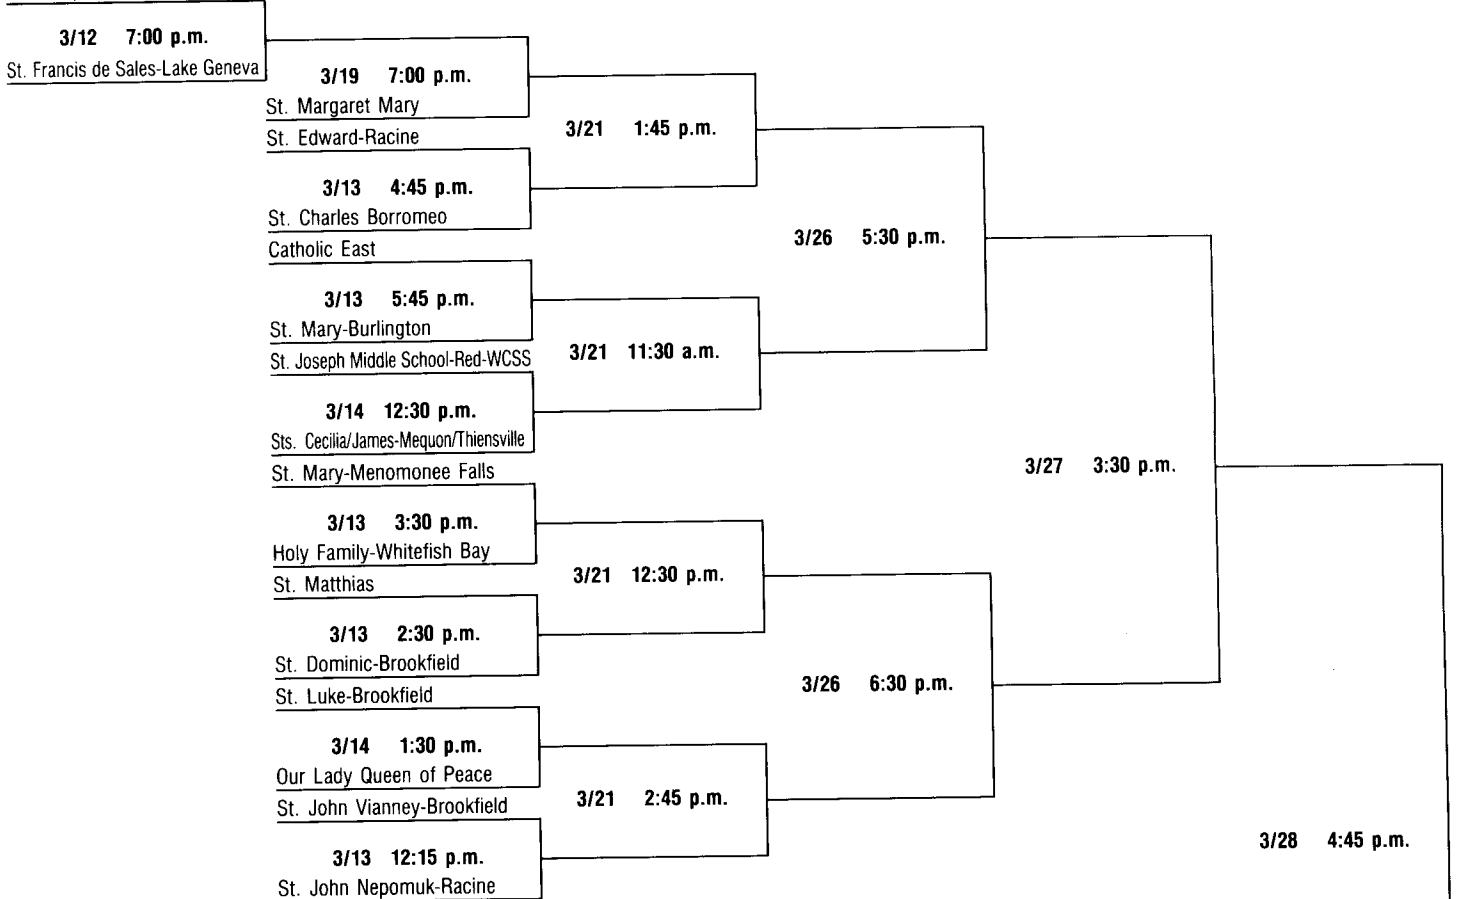 3/12 7:00 p.m.
St. Francis de Sales-Lake Geneva
3/19 7:00 p.m.
St. Margaret Mary
St. Edward-Racine
3/21 1:45 p.m.
3/13 4:45 p.m.
St. Charles Borromeo
Catholic East
3/26 5:30 p.m.
3/13 5:45 p.m.
St. Mary-Burlington
St. Joseph Middle School-Red-WCSS
3/21 11:30 a.m.
3/14 12:30 p.m.
Sts. Cecilia/James-Mequon/Thiensville
St. Mary-Menomonee Falls
3/27 3:30 p.m.
3/13 3:30 p.m.
Holy Family-Whitefish Bay
St. Matthias
3/21 12:30 p.m.
3/13 2:30 p.m.
St. Dominic-Brookfield
St. Luke-Brookfield
3/26 6:30 p.m.
3/14 1:30 p.m.
Our Lady Queen of Peace
St. John Vianney-Brookfield
3/21 2:45 p.m.
3/28 4:45 p.m.
3/13 12:15 p.m.
St. John Nepomuk-Racine